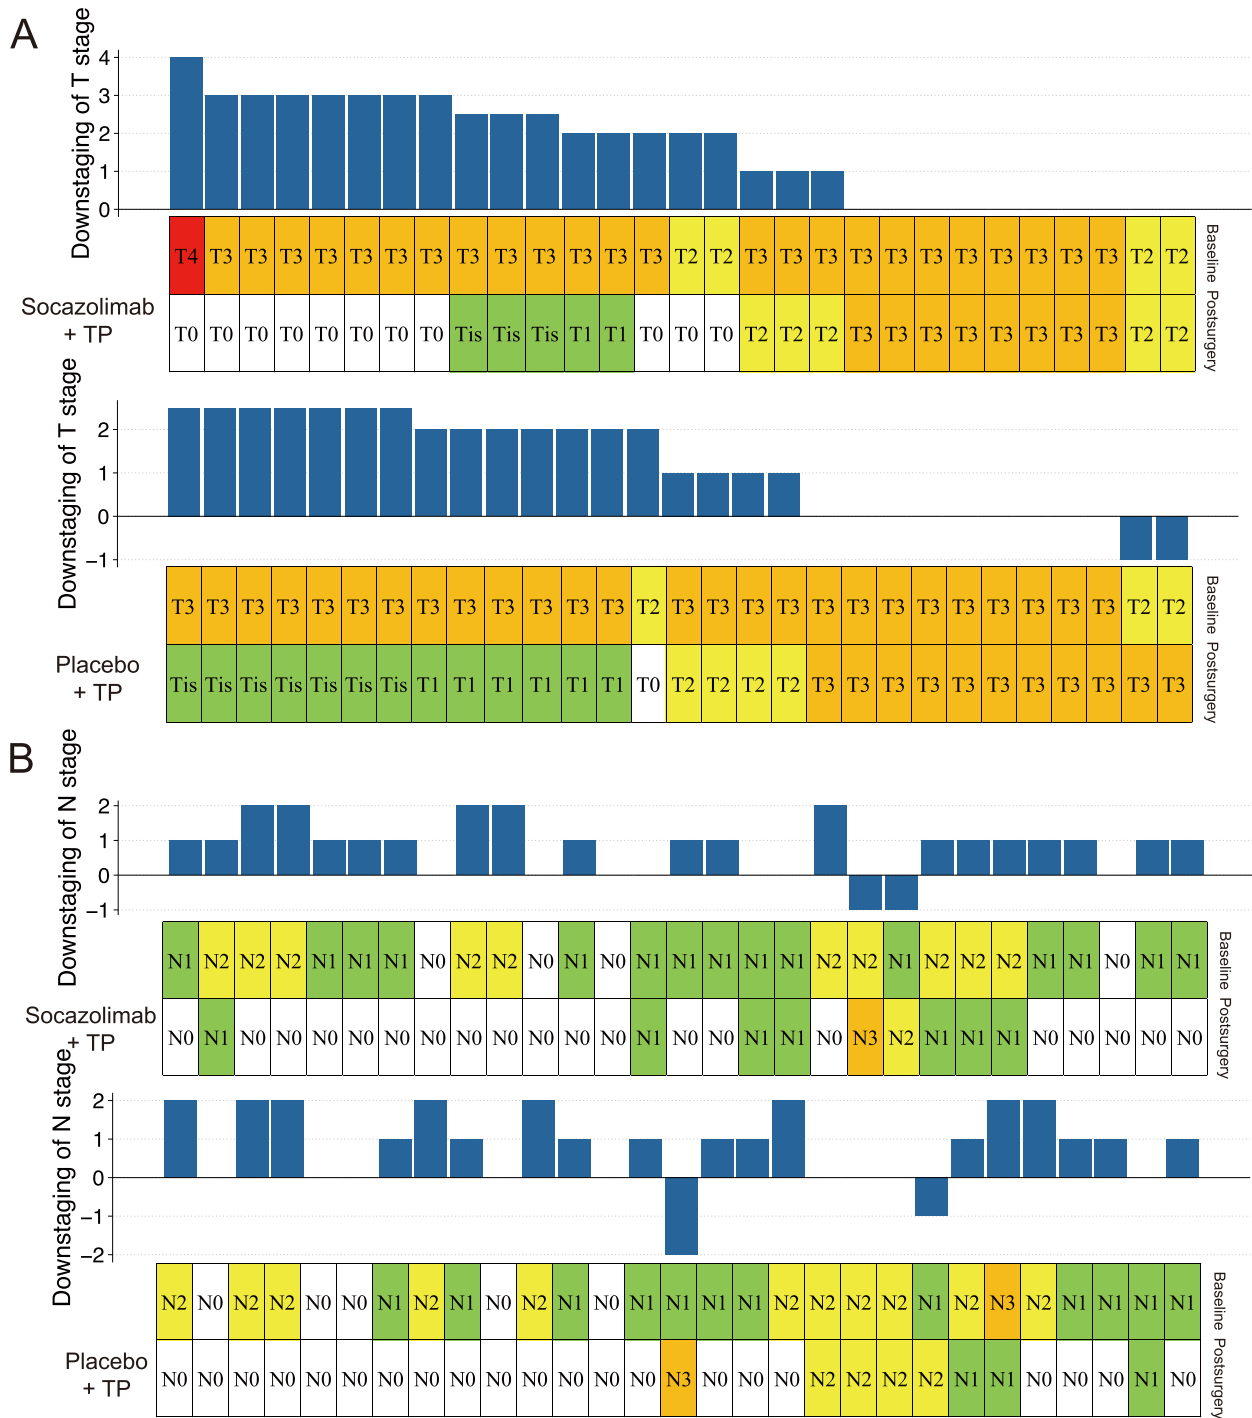 A
Downstaging of T stage
4
3
2
1
0
T4 T3 T3 T3 T3 T3 T3 T3 T3 T3 T3 T3 T3 T3 T2 T2 T3 T3 T3 T3 T3 T3 T3 T3 T3 T3 T3 T2 T2
Baseline
Socazolimab
+ TP
T0 T0 T0 T0 T0 T0 T0 T0 Tis Tis Tis T1 T1 T0 T0 T0 T2 T2 T2 T3 T3 T3 T3 T3 T3 T3 T3 T2 T2
Postsurgery
Downstaging of T stage
2
1
0
−1
T3 T3 T3 T3 T3 T3 T3 T3 T3 T3 T3 T3 T3 T2 T3 T3 T3 T3 T3 T3 T3 T3 T3 T3 T3 T3 T3 T2 T2
Baseline
Placebo
+ TP
Tis Tis Tis Tis Tis Tis Tis T1 T1 T1 T1 T1 T1 T0 T2 T2 T2 T2 T3 T3 T3 T3 T3 T3 T3 T3 T3 T3 T3
Postsurgery
B
Downstaging of N stage
2
1
0
−1
N1 N2 N2 N2 N1 N1 N1 N0 N2 N2 N0 N1 N0 N1 N1 N1 N1 N1 N2 N2 N1 N2 N2 N2 N1 N1 N0 N1 N1
Baseline
Socazolimab
+ TP
N0 N1 N0 N0 N0 N0 N0 N0 N0 N0 N0 N0 N0 N1 N0 N0 N1 N1 N0 N3 N2 N1 N1 N1 N0 N0 N0 N0 N0
Postsurgery
Downstaging of N stage
2
1
0
−1
−2
N2 N0 N2 N2 N0 N0 N1 N2 N1 N0 N2 N1 N0 N1 N1 N1 N1 N2 N2 N2 N2 N1 N2 N3 N2 N1 N1 N1 N1
Baseline
Placebo
+ TP
N0 N0 N0 N0 N0 N0 N0 N0 N0 N0 N0 N0 N0 N0 N3 N0 N0 N0 N2 N2 N2 N2 N1 N1 N0 N0 N0 N1 N0
Postsurgery